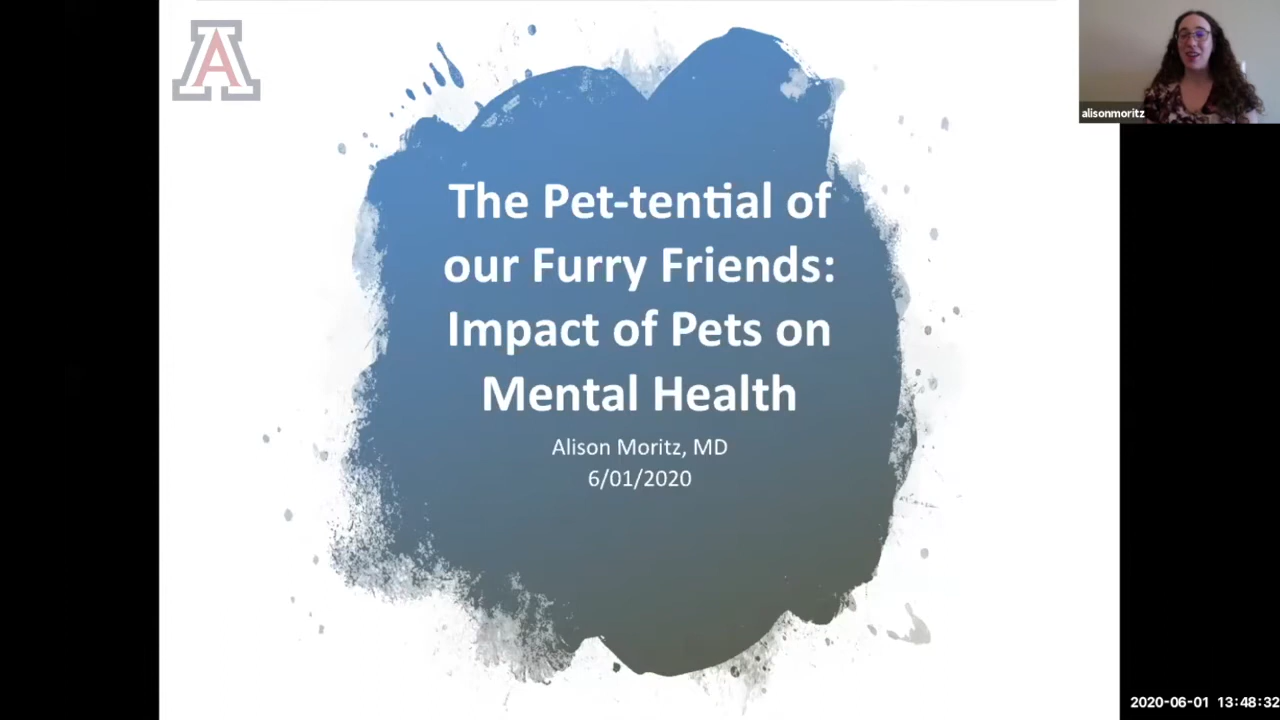 A
alisonmoritz
The Pet-tential of
our Furry Friends:
Impact of Pets on
Mental Health
Alison Moritz, MD
6/01/2020
2020-06-01 13:48:32